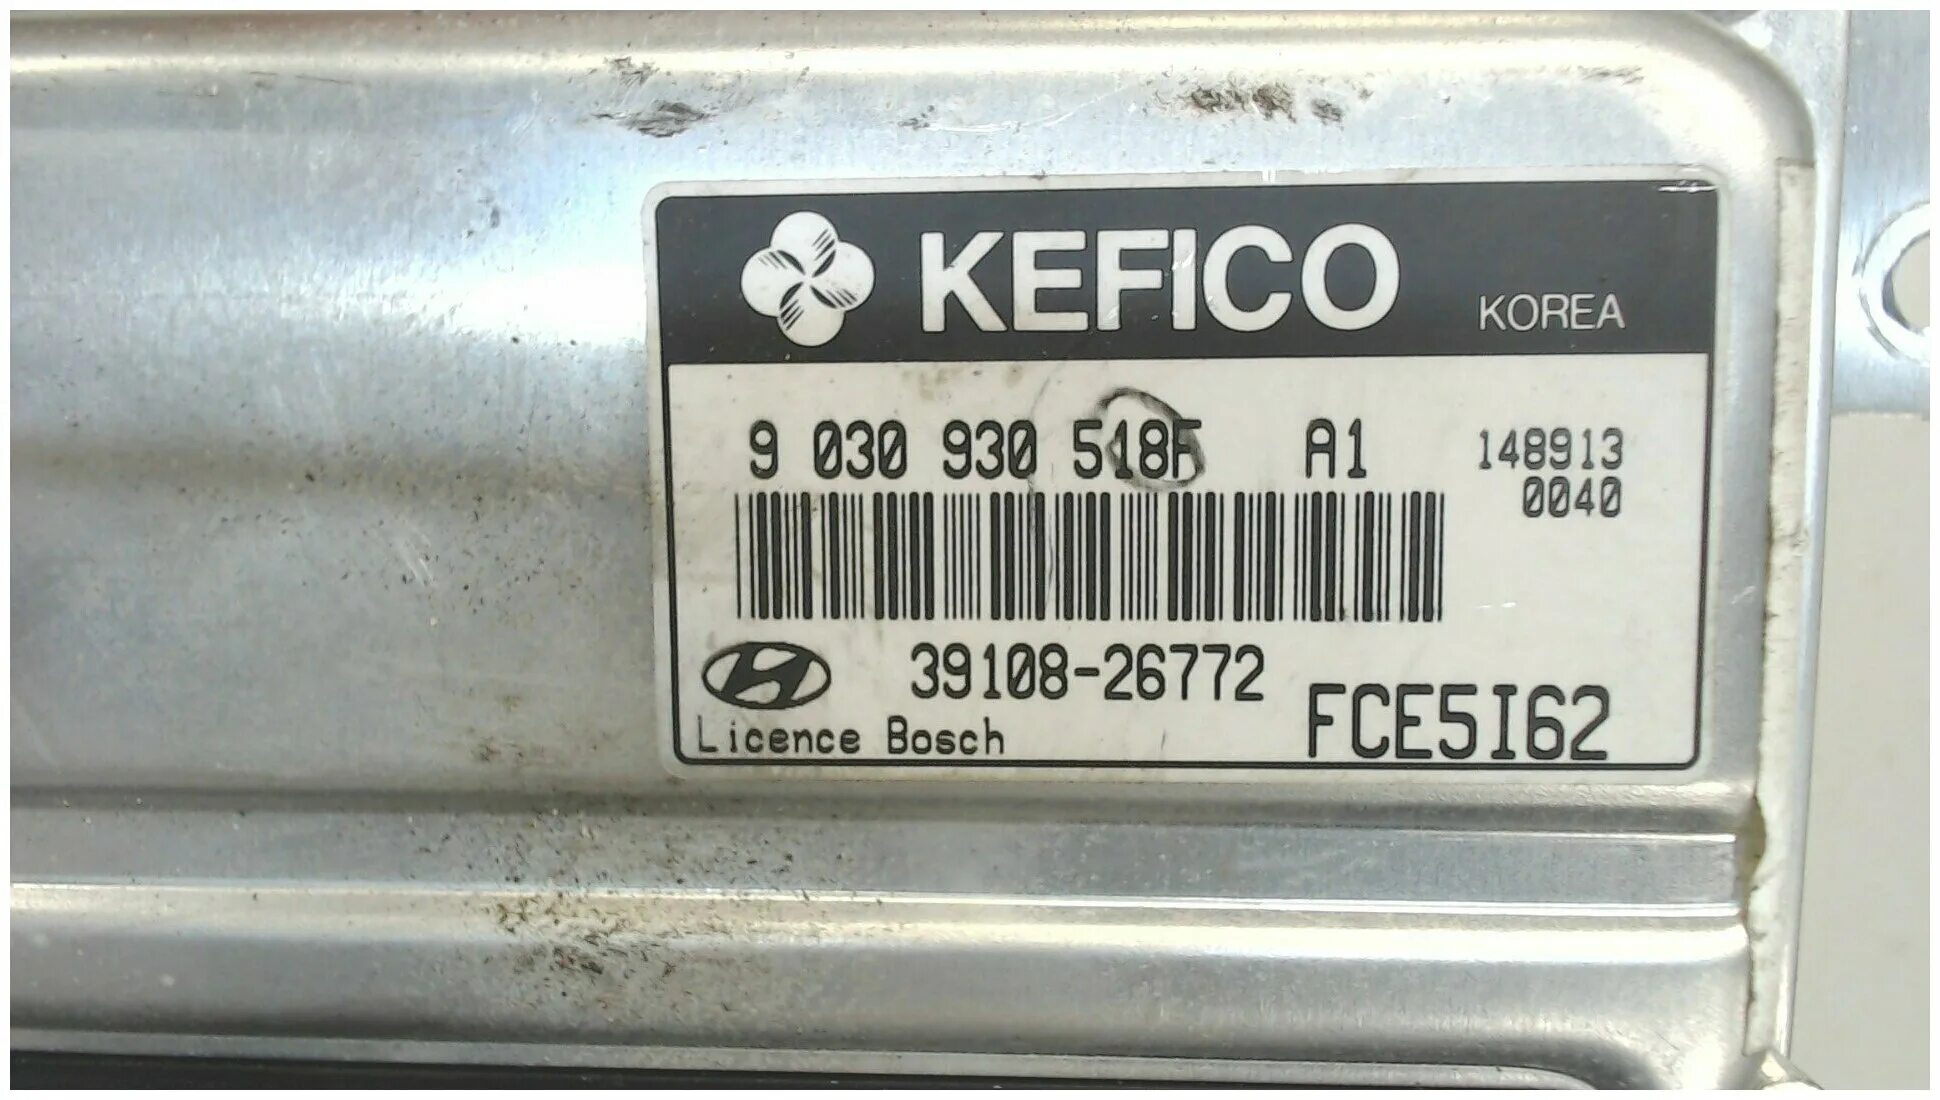 KEFICO KOREA
9 030 930 518F A1 148913
0040
39108-26772
Licence Bosch FCE5I62